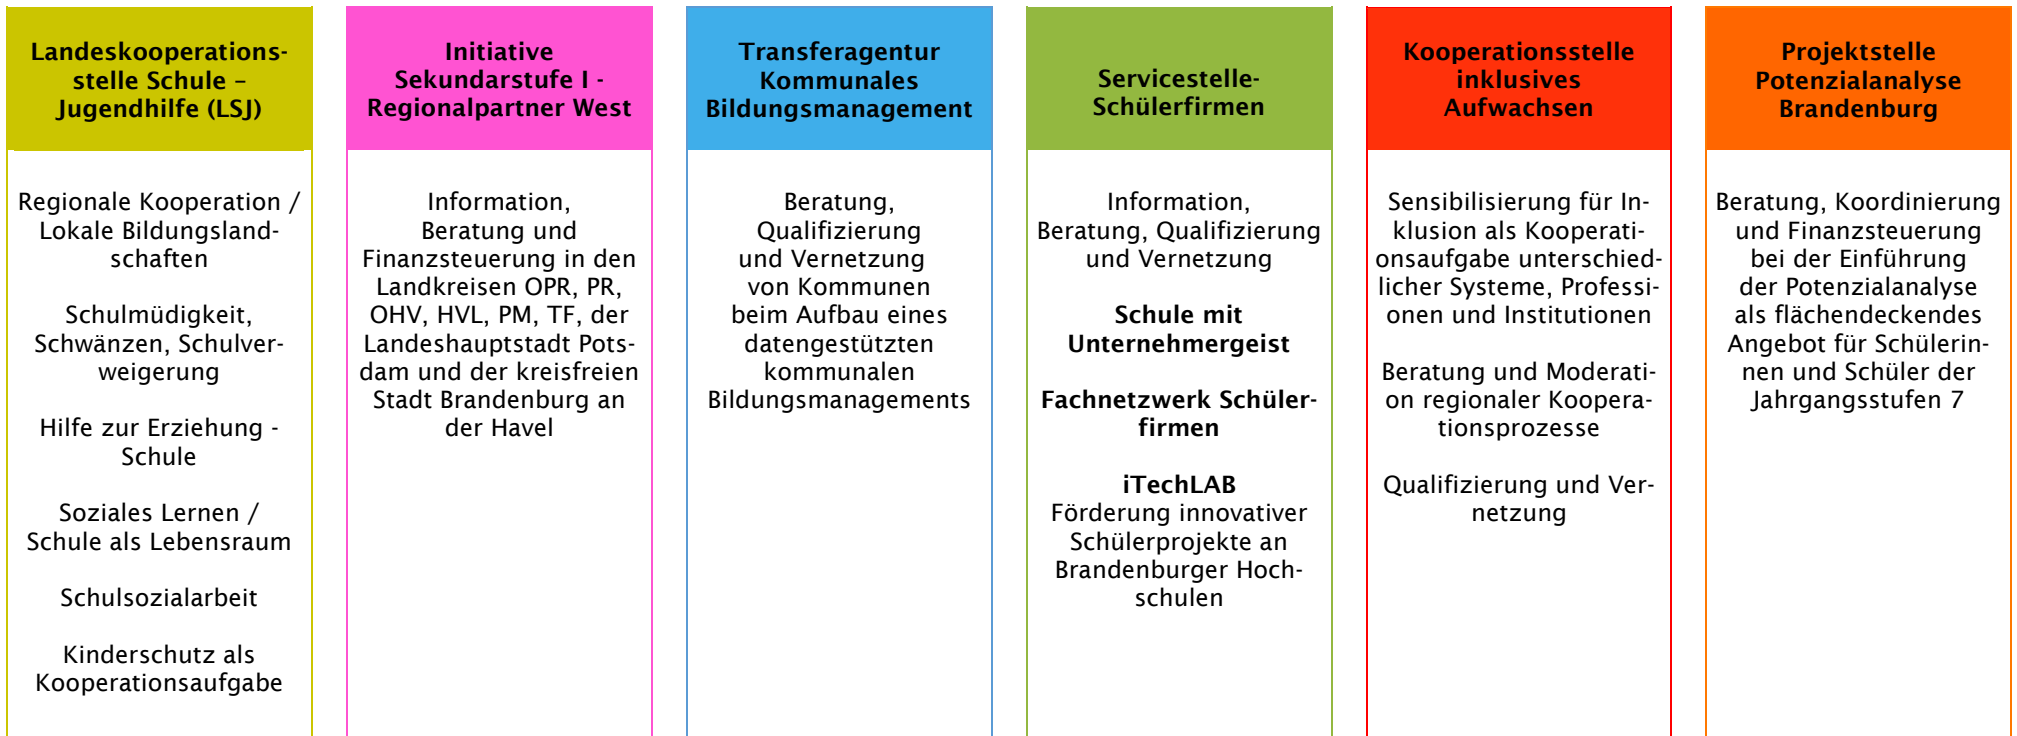 Landeskooperations-
stelle Schule –
Jugendhilfe (LSJ)
Regionale Kooperation /
Lokale Bildungsland-
schaften
Schulmüdigkeit,
Schwänzen, Schulver-
weigerung
Hilfe zur Erziehung -
Schule
Soziales Lernen /
Schule als Lebensraum
Schulsozialarbeit
Kinderschutz als
Kooperationsaufgabe
Initiative
Sekundarstufe I -
Regionalpartner West
Information,
Beratung und
Finanzsteuerung in den
Landkreisen OPR, PR,
OHV, HVL, PM, TF, der
Landeshauptstadt Pots-
dam und der kreisfreien
Stadt Brandenburg an
der Havel
Transferagentur
Kommunales
Bildungsmanagement
Beratung,
Qualifizierung
und Vernetzung
von Kommunen
beim Aufbau eines
datengestützten
kommunalen
Bildungsmanagements
Servicestelle-
Schülerfirmen
Information,
Beratung, Qualifizierung
und Vernetzung
Schule mit
Unternehmergeist
Fachnetzwerk Schüler-
firmen
iTechLAB
Förderung innovativer
Schülerprojekte an
Brandenburger Hoch-
schulen
Kooperationsstelle
inklusives
Aufwachsen
Sensibilisierung für In-
klusion als Kooperati-
onsaufgabe unterschied-
licher Systeme, Professi-
onen und Institutionen
Beratung und Moderati-
on regionaler Koopera-
tionsprozesse
Qualifizierung und Ver-
netzung
Projektstelle
Potenzialanalyse
Brandenburg
Beratung, Koordinierung
und Finanzsteuerung
bei der Einführung
der Potenzialanalyse
als flächendeckendes
Angebot für Schülerin-
nen und Schüler der
Jahrgangsstufen 7